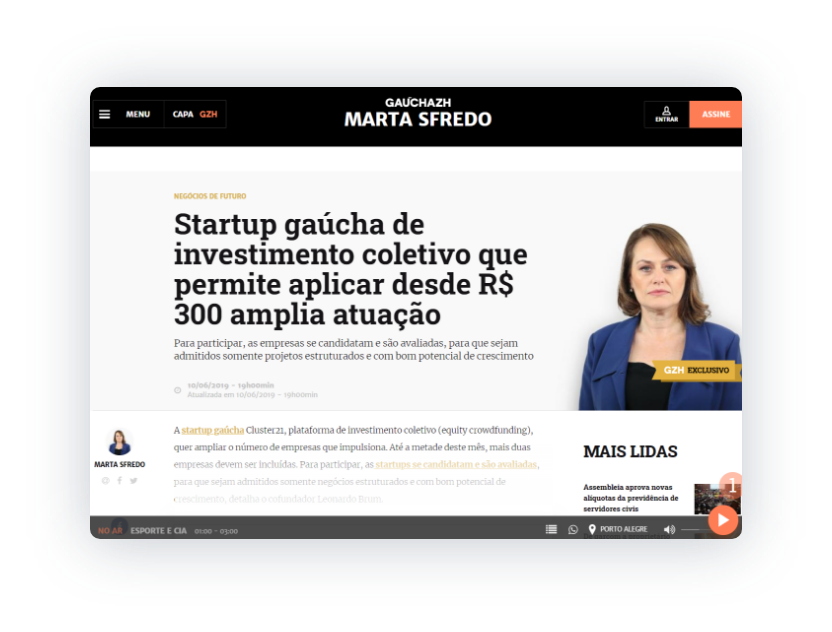 GAÚCHAZH
MENU
CAPA GZH
MARTA SFREDO
ENTRAR
ASSINE
NEGÓCIOS DE FUTURO
Startup gaúcha de
investimento coletivo que
permite aplicar desde R$
300 amplia atuação
Para participar, as empresas se candidatam e são avaliadas, para que sejam
admitidos somente projetos estruturados e com bom potencial de crescimento
GZH EXCLUSIVO
10/06/2019 - 19h00min
Atualizada em 10/06/2019 - 19h00min
A startup gaúcha Cluster21, plataforma de investimento coletivo (equity crowdfunding),
quer ampliar o número de empresas que impulsiona. Até a metade deste mês, mais duas
empresas devem ser incluídas. Para participar, as startups se candidatam e são avaliadas,
para que sejam admitidos somente negócios estruturados e com bom potencial de
crescimento, detalha o cofundador Leonardo Brum.
MARTA SFREDO
MAIS LIDAS
Assembleia aprova novas
alíquotas da previdência de
servidores civis
1
NO AR ESPORTE E CIA 01:00 - 03:00
PORTO ALEGRE